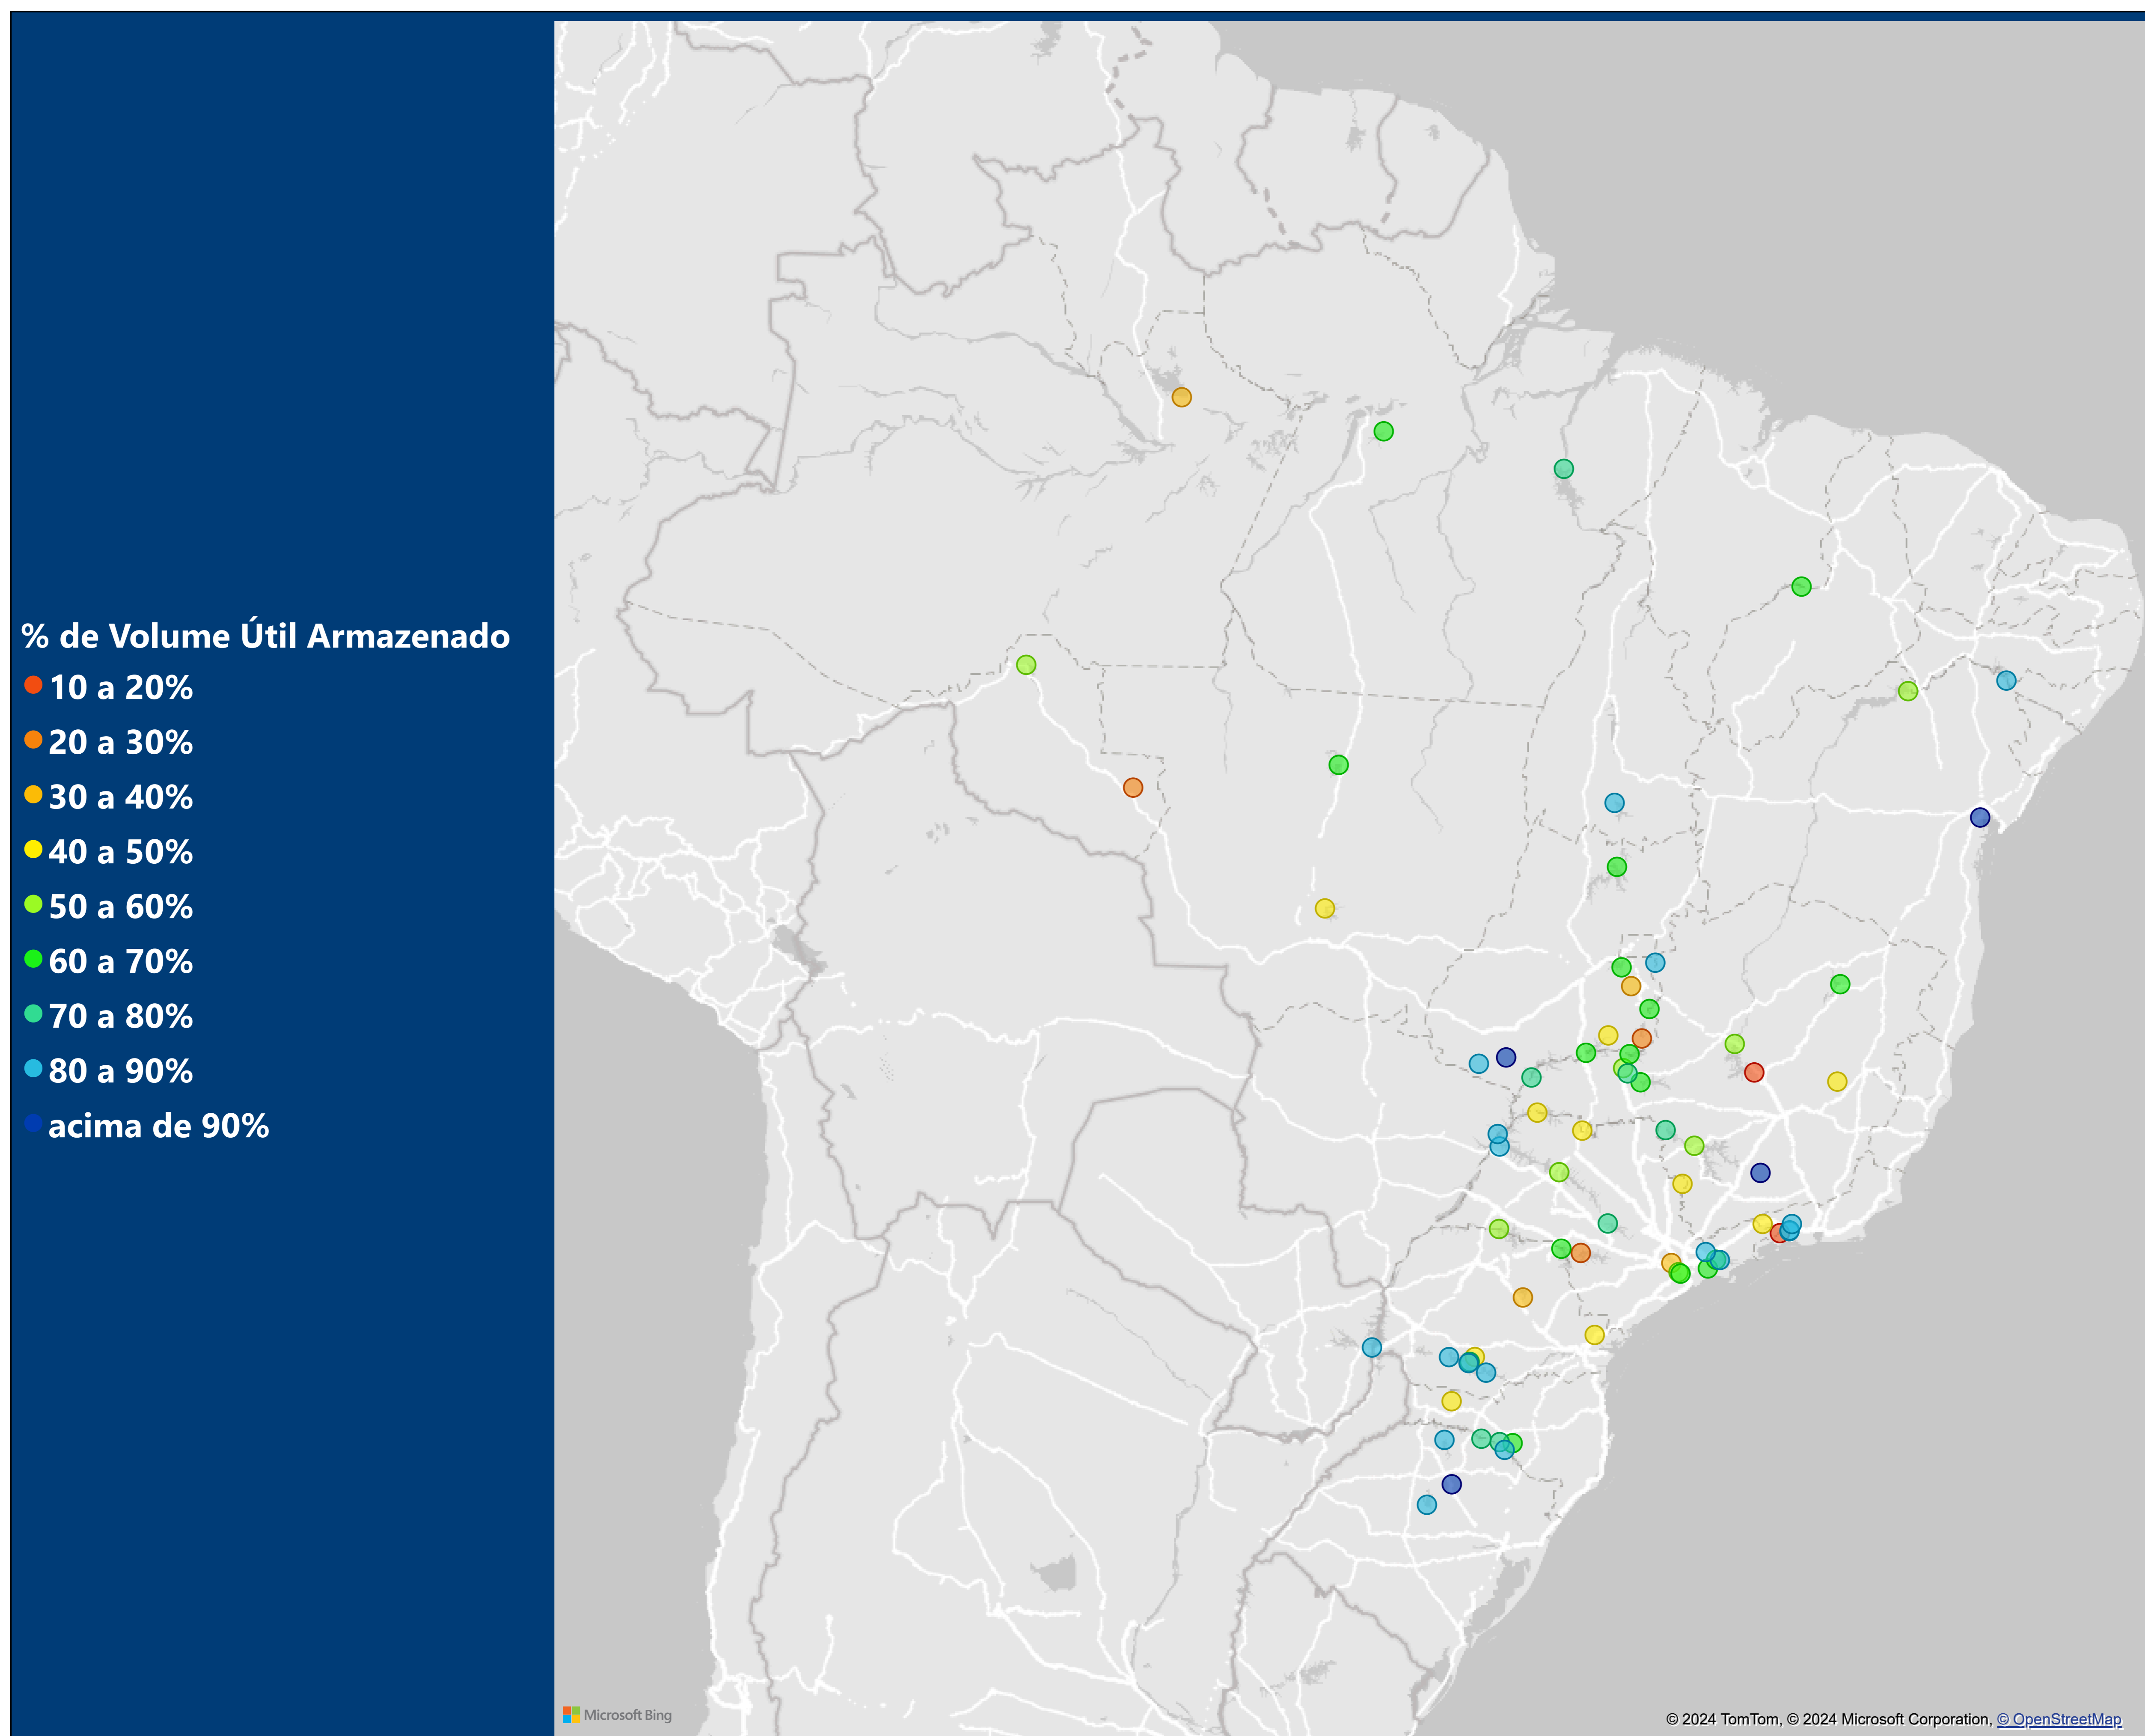 % de Volume Útil Armazenado
10 a 20%
20 a 30%
30 a 40%
40 a 50%
50 a 60%
60 a 70%
70 a 80%
80 a 90%
acima de 90%
Microsoft Bing
© 2024 TomTom, © 2024 Microsoft Corporation, © OpenStreetMap